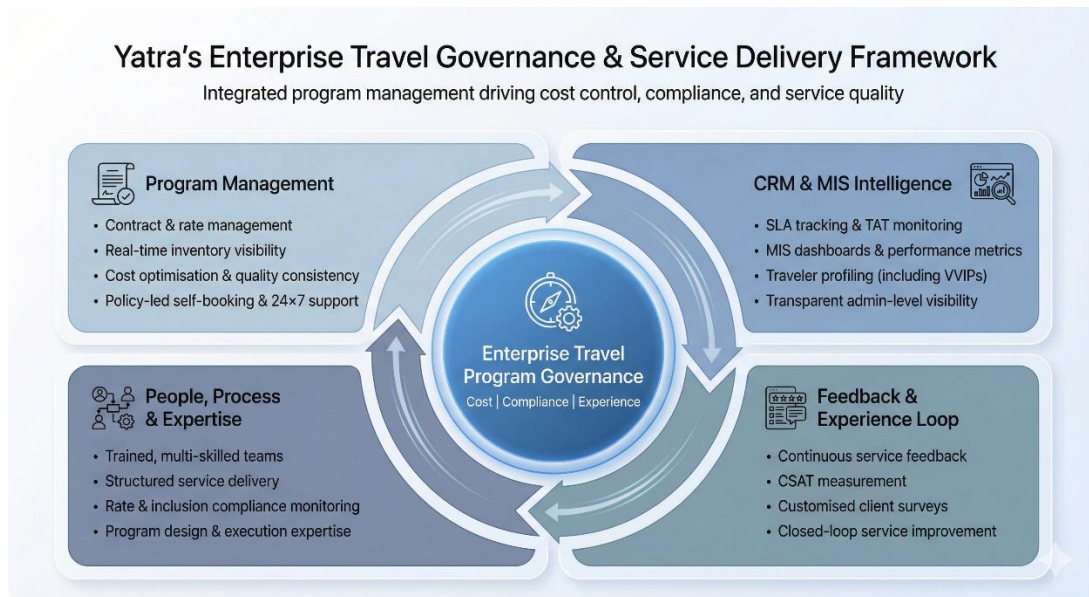 Yatra's Enterprise Travel Governance & Service Delivery Framework
Integrated program management driving cost control, compliance, and service quality
Program Management
• Contract & rate management
• Real-time inventory visibility
• Cost optimisation & quality consistency
• Policy-led self-booking & 24×7 support
CRM & MIS Intelligence
• SLA tracking & TAT monitoring
• MIS dashboards & performance metrics
• Traveler profiling (including VVIPs)
• Transparent admin-level visibility
Enterprise Travel
Program Governance
Cost | Compliance | Experience
People, Process
& Expertise
• Trained, multi-skilled teams
• Structured service delivery
• Rate & inclusion compliance monitoring
• Program design & execution expertise
Feedback &
Experience Loop
• Continuous service feedback
• CSAT measurement
• Customised client surveys
• Closed-loop service improvement